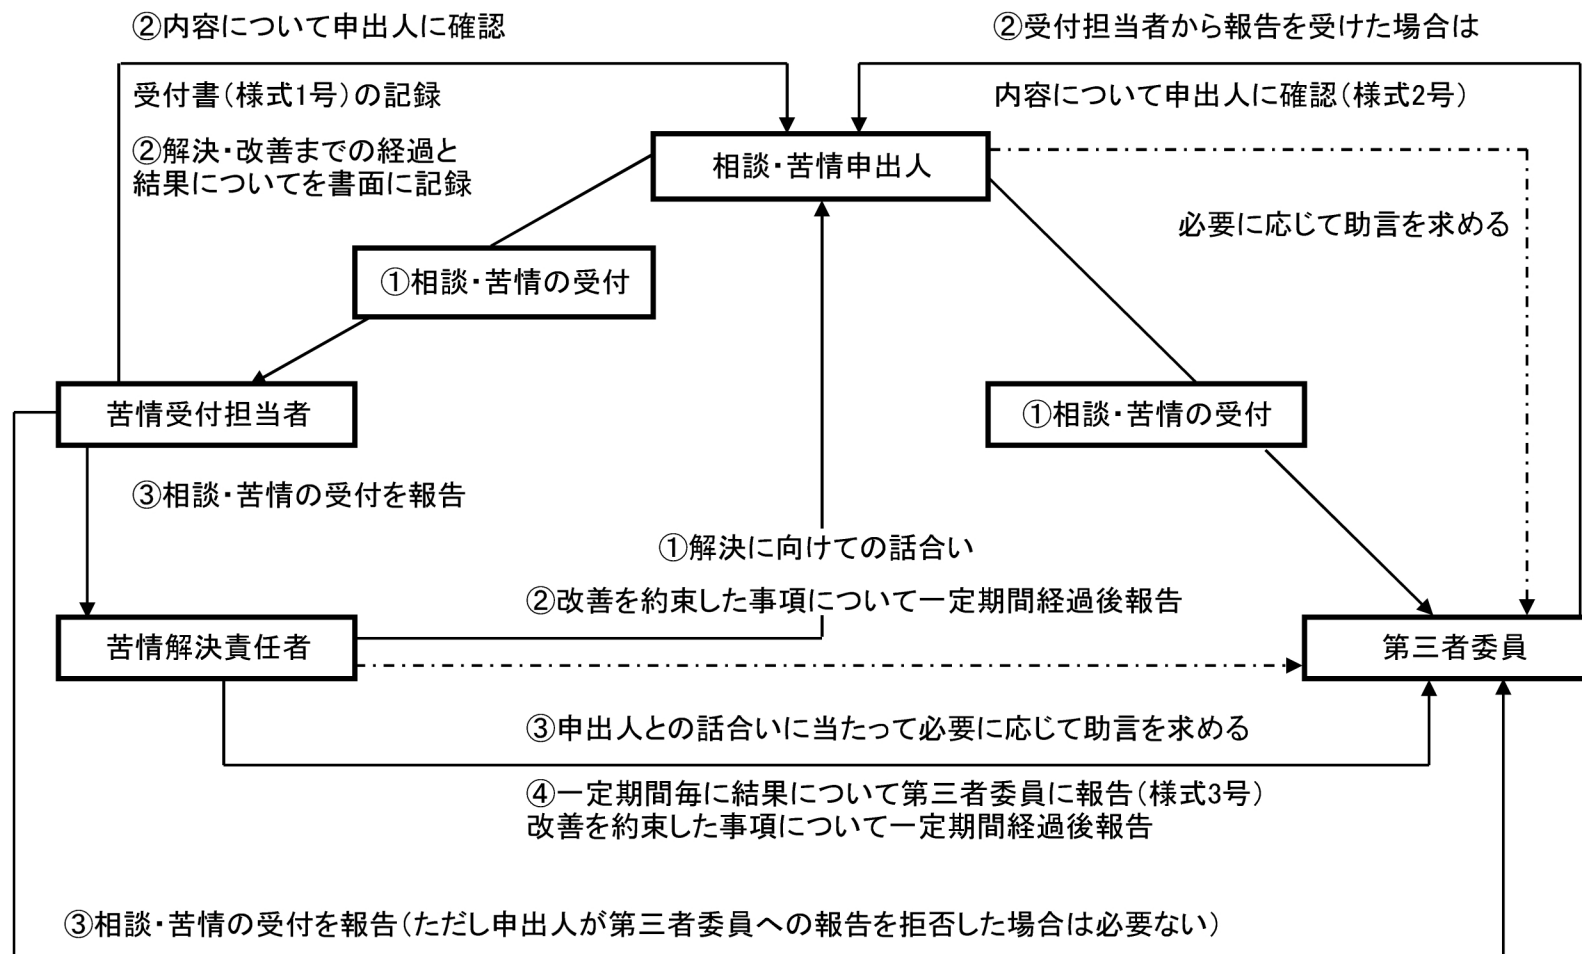 ②内容について申出人に確認
②受付担当者から報告を受けた場合は
受付書（様式1号）の記録
内容について申出人に確認（様式2号）
②解決・改善までの経過と
結果についてを書面に記録
相談・苦情申出人
必要に応じて助言を求める
①相談・苦情の受付
苦情受付担当者
①相談・苦情の受付
③相談・苦情の受付を報告
①解決に向けての話合い
②改善を約束した事項について一定期間経過後報告
苦情解決責任者
第三者委員
③申出人との話合いに当たって必要に応じて助言を求める
④一定期間毎に結果について第三者委員に報告（様式3号）
改善を約束した事項について一定期間経過後報告
③相談・苦情の受付を報告（ただし申出人が第三者委員への報告を拒否した場合は必要ない）